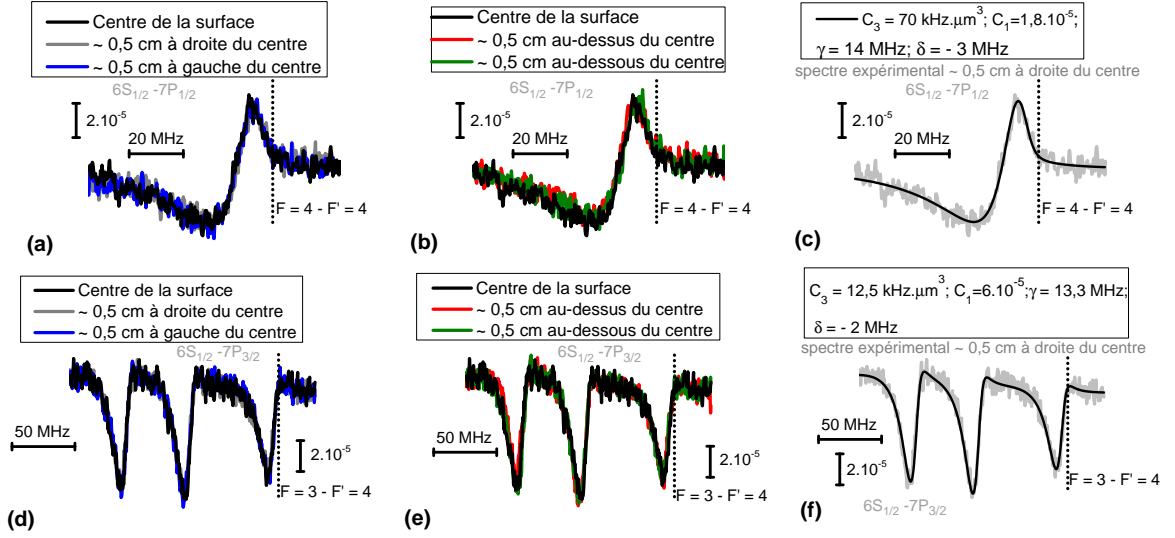 Centre de la surface
~ 0,5 cm à droite du centre
~ 0,5 cm à gauche du centre
6S1/2 -7P1/2
2.10-5
20 MHz
F = 4 - F' = 4
(a)
Centre de la surface
~ 0,5 cm au-dessus du centre
~ 0,5 cm au-dessous du centre
6S1/2 -7P1/2
2.10-5
20 MHz
F = 4 - F' = 4
(b)
C3 = 70 kHz.µm3; C1=1,8.10-5;
γ = 14 MHz; δ = - 3 MHz
spectre expérimental ~ 0,5 cm à droite du centre
6S1/2 -7P1/2
2.10-5
20 MHz
F = 4 - F' = 4
(c)
Centre de la surface
~ 0,5 cm à droite du centre
~ 0,5 cm à gauche du centre
6S1/2 -7P3/2
50 MHz
2.10-5
F = 3 - F' = 4
(d)
Centre de la surface
~ 0,5 cm au-dessus du centre
~ 0,5 cm au-dessous du centre
6S1/2 -7P3/2
50 MHz
2.10-5
F = 3 - F' = 4
(e)
C3 = 12,5 kHz.µm3; C1=6.10-5;γ = 13,3 MHz;
δ = - 2 MHz
spectre expérimental ~ 0,5 cm à droite du centre
50 MHz
2.10-5
6S1/2 -7P3/2
F = 3 - F' = 4
(f)